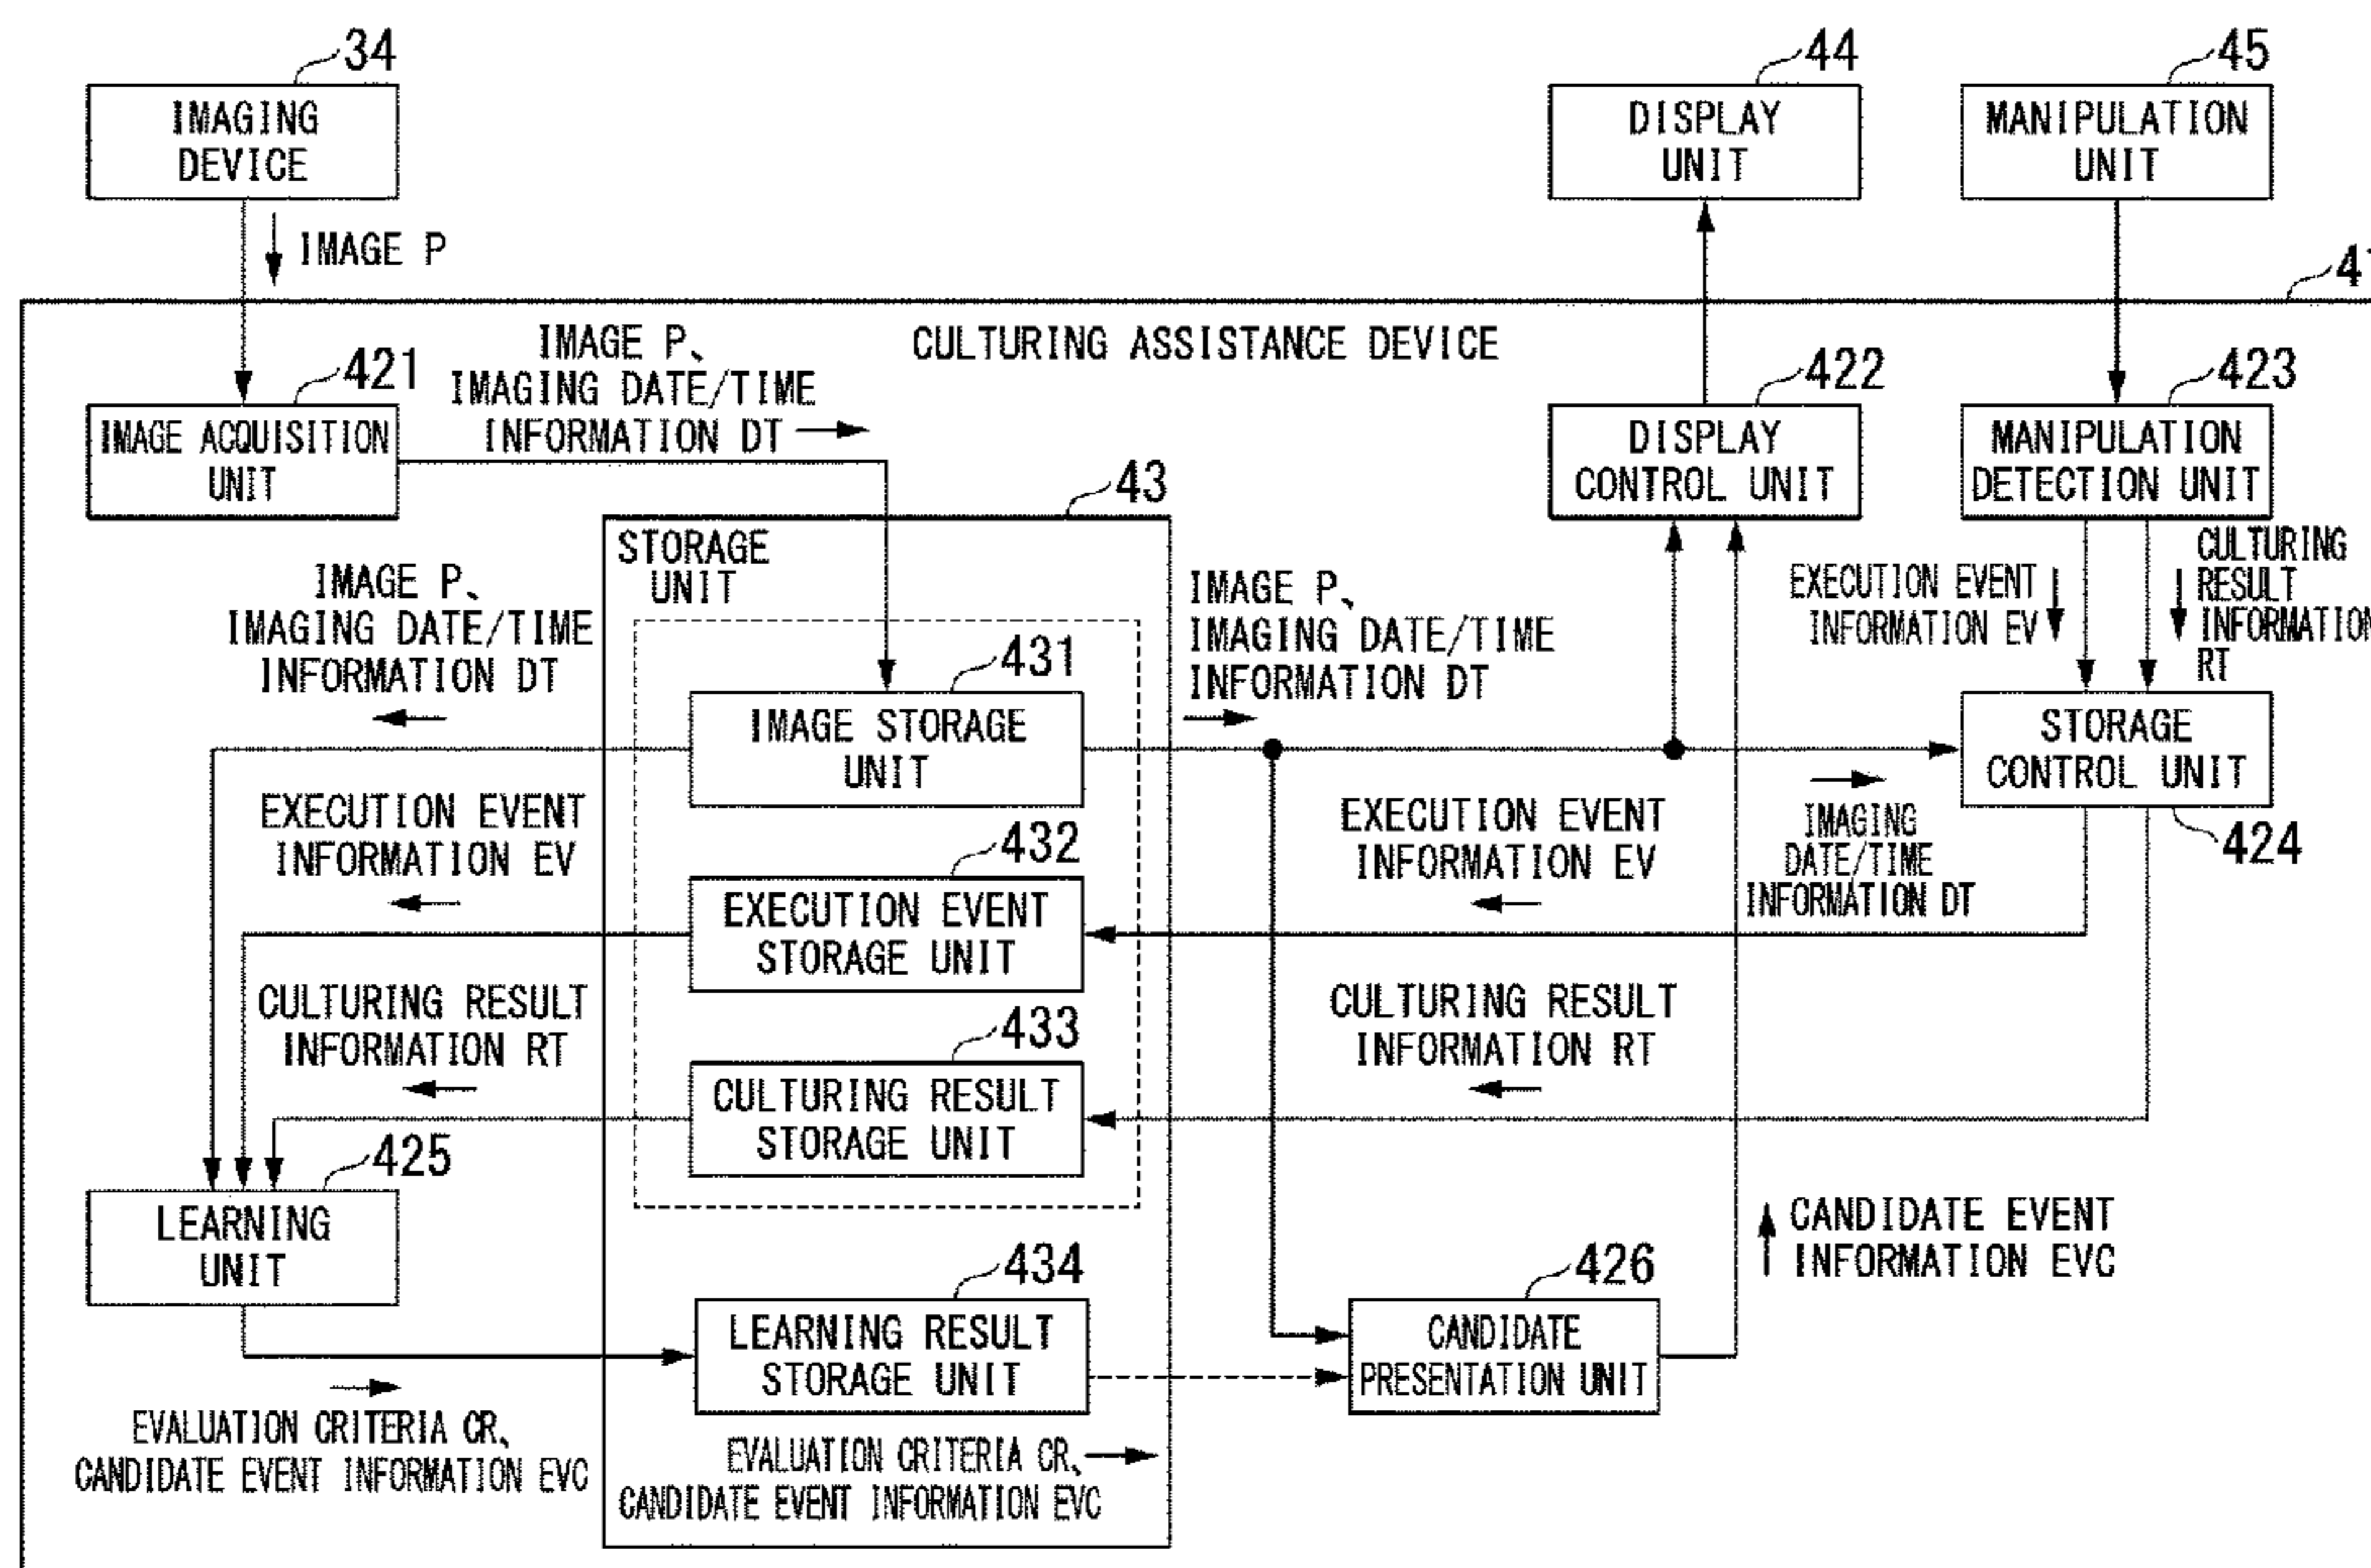 34
IMAGING
DEVICE
IMAGE P
44
DISPLAY
UNIT
45
MANIPULATION
UNIT
CULTURING ASSISTANCE DEVICE
421
IMAGE ACQUISITION
UNIT
IMAGE P、
IMAGING DATE/TIME
INFORMATION DT
422
DISPLAY
CONTROL UNIT
423
MANIPULATION
DETECTION UNIT
43
STORAGE
UNIT
IMAGE P、
IMAGING DATE/TIME
INFORMATION DT
IMAGE P、
IMAGING DATE/TIME
INFORMATION DT
EXECUTION EVENT
INFORMATION EV
CULTURING
RESULT
INFORMATION
RT
431
IMAGE STORAGE
UNIT
STORAGE
CONTROL UNIT
424
EXECUTION EVENT
INFORMATION EV
432
EXECUTION EVENT
STORAGE UNIT
EXECUTION EVENT
INFORMATION EV
IMAGING
DATE/TIME
INFORMATION DT
CULTURING RESULT
INFORMATION RT
433
CULTURING RESULT
STORAGE UNIT
CULTURING RESULT
INFORMATION RT
425
LEARNING
UNIT
434
LEARNING RESULT
STORAGE UNIT
426
CANDIDATE
PRESENTATION UNIT
CANDIDATE EVENT
INFORMATION EVC
EVALUATION CRITERIA CR、
CANDIDATE EVENT INFORMATION EVC
EVALUATION CRITERIA CR、
CANDIDATE EVENT INFORMATION EVC